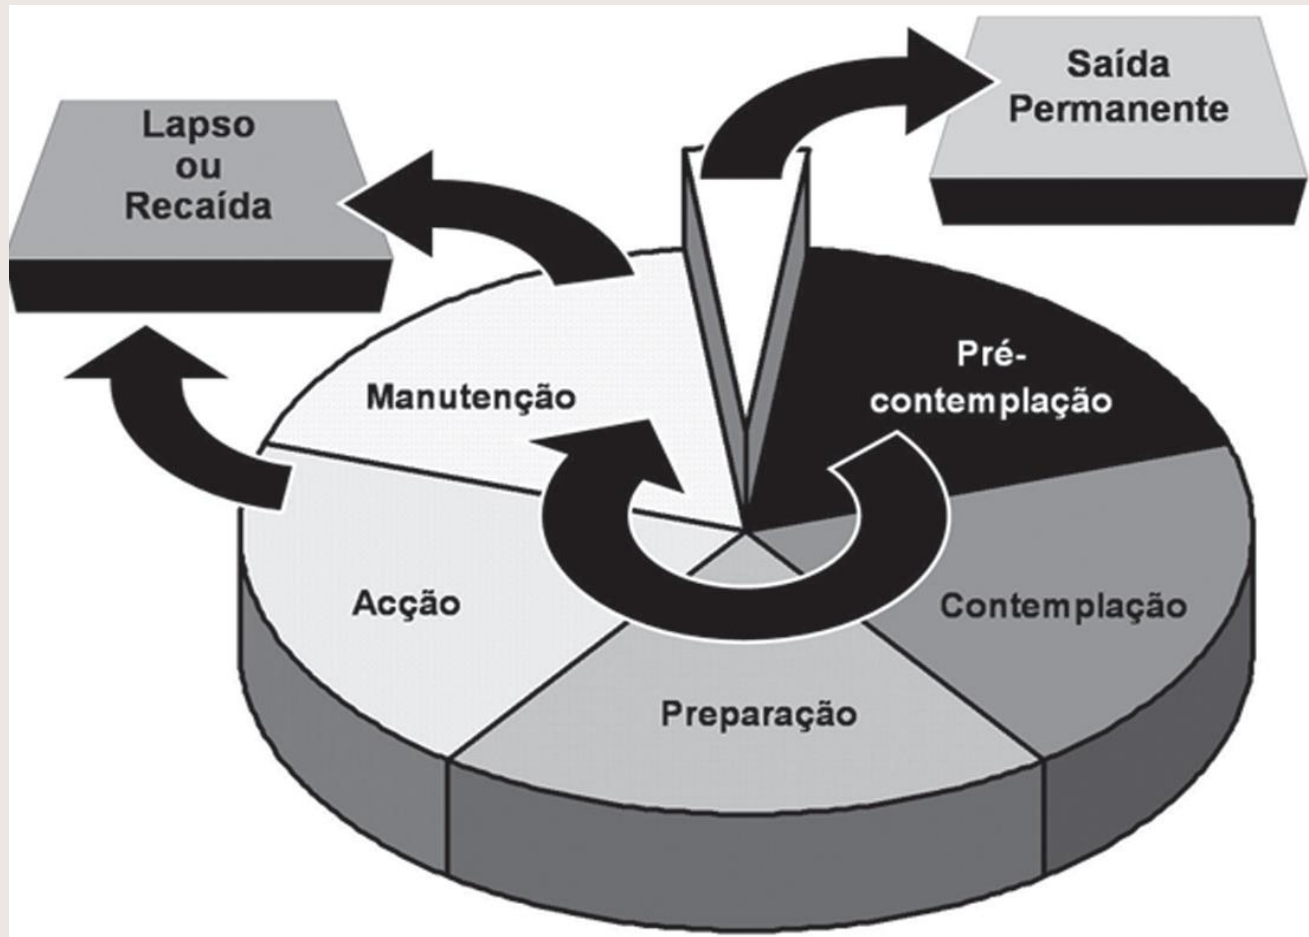 Saída
Permanente
Lapso
ou
Recaída
Pré-
contemplação
Manutenção
Acção
Contemplação
Preparação